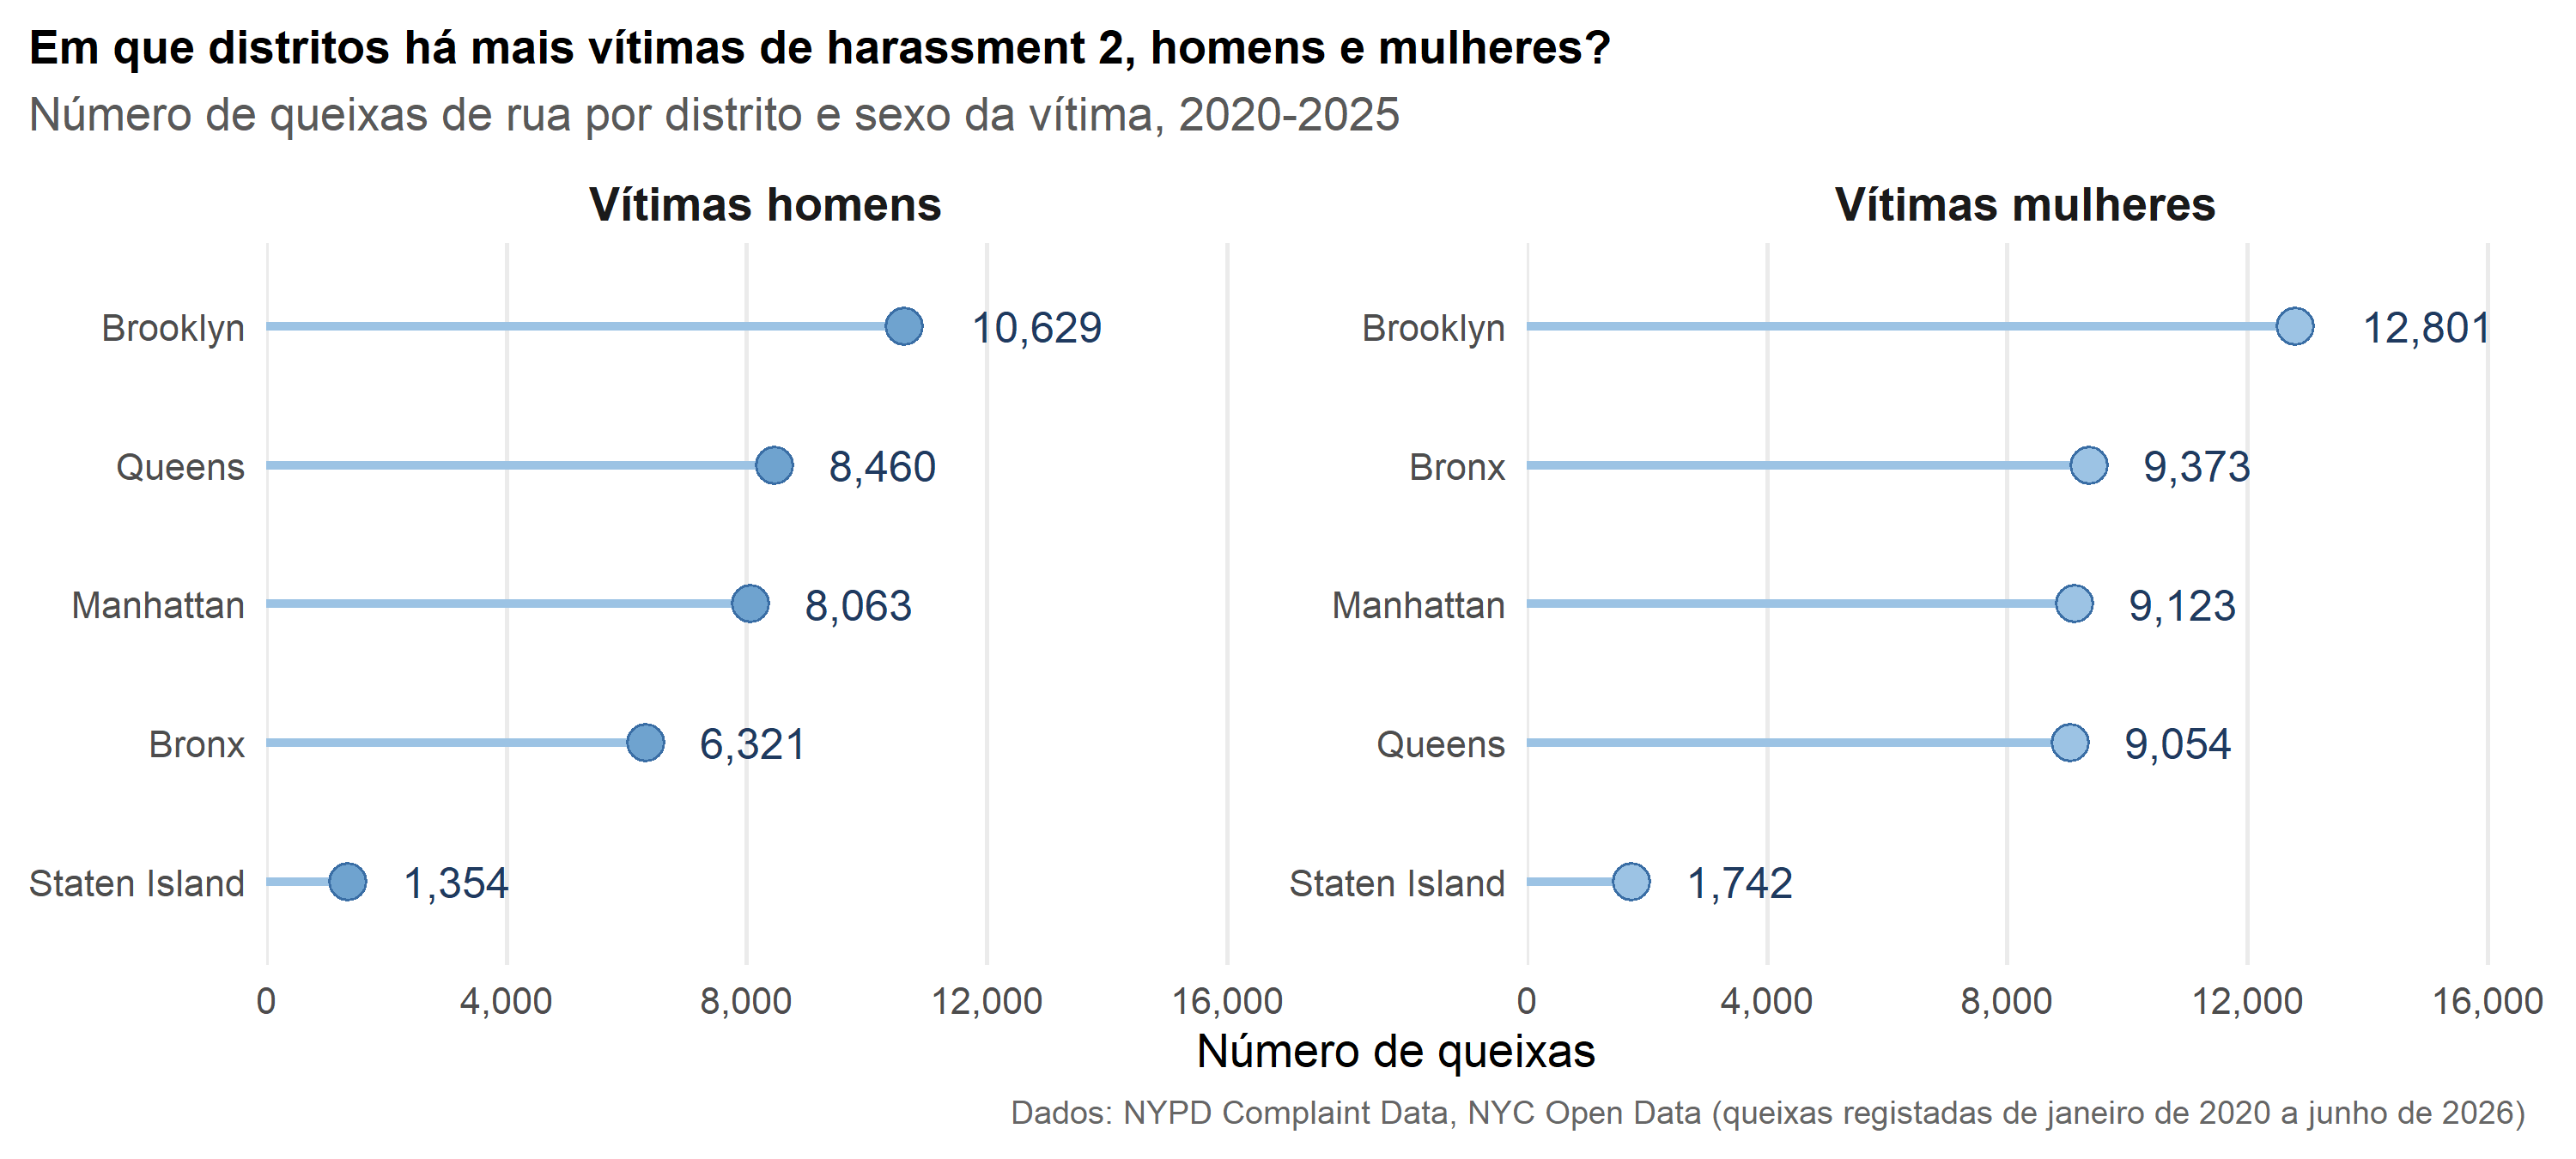 Em que distritos há mais vítimas de harassment 2, homens e mulheres?
Número de queixas de rua por distrito e sexo da vítima, 2020-2025
Vítimas homens
Brooklyn 10,629
Queens 8,460
Manhattan 8,063
Bronx 6,321
Staten Island 1,354
0 4,000 8,000 12,000 16,000
Vítimas mulheres
Brooklyn 12,801
Bronx 9,373
Manhattan 9,123
Queens 9,054
Staten Island 1,742
0 4,000 8,000 12,000 16,000
Número de queixas
Dados: NYPD Complaint Data, NYC Open Data (queixas registadas de janeiro de 2020 a junho de 2026)